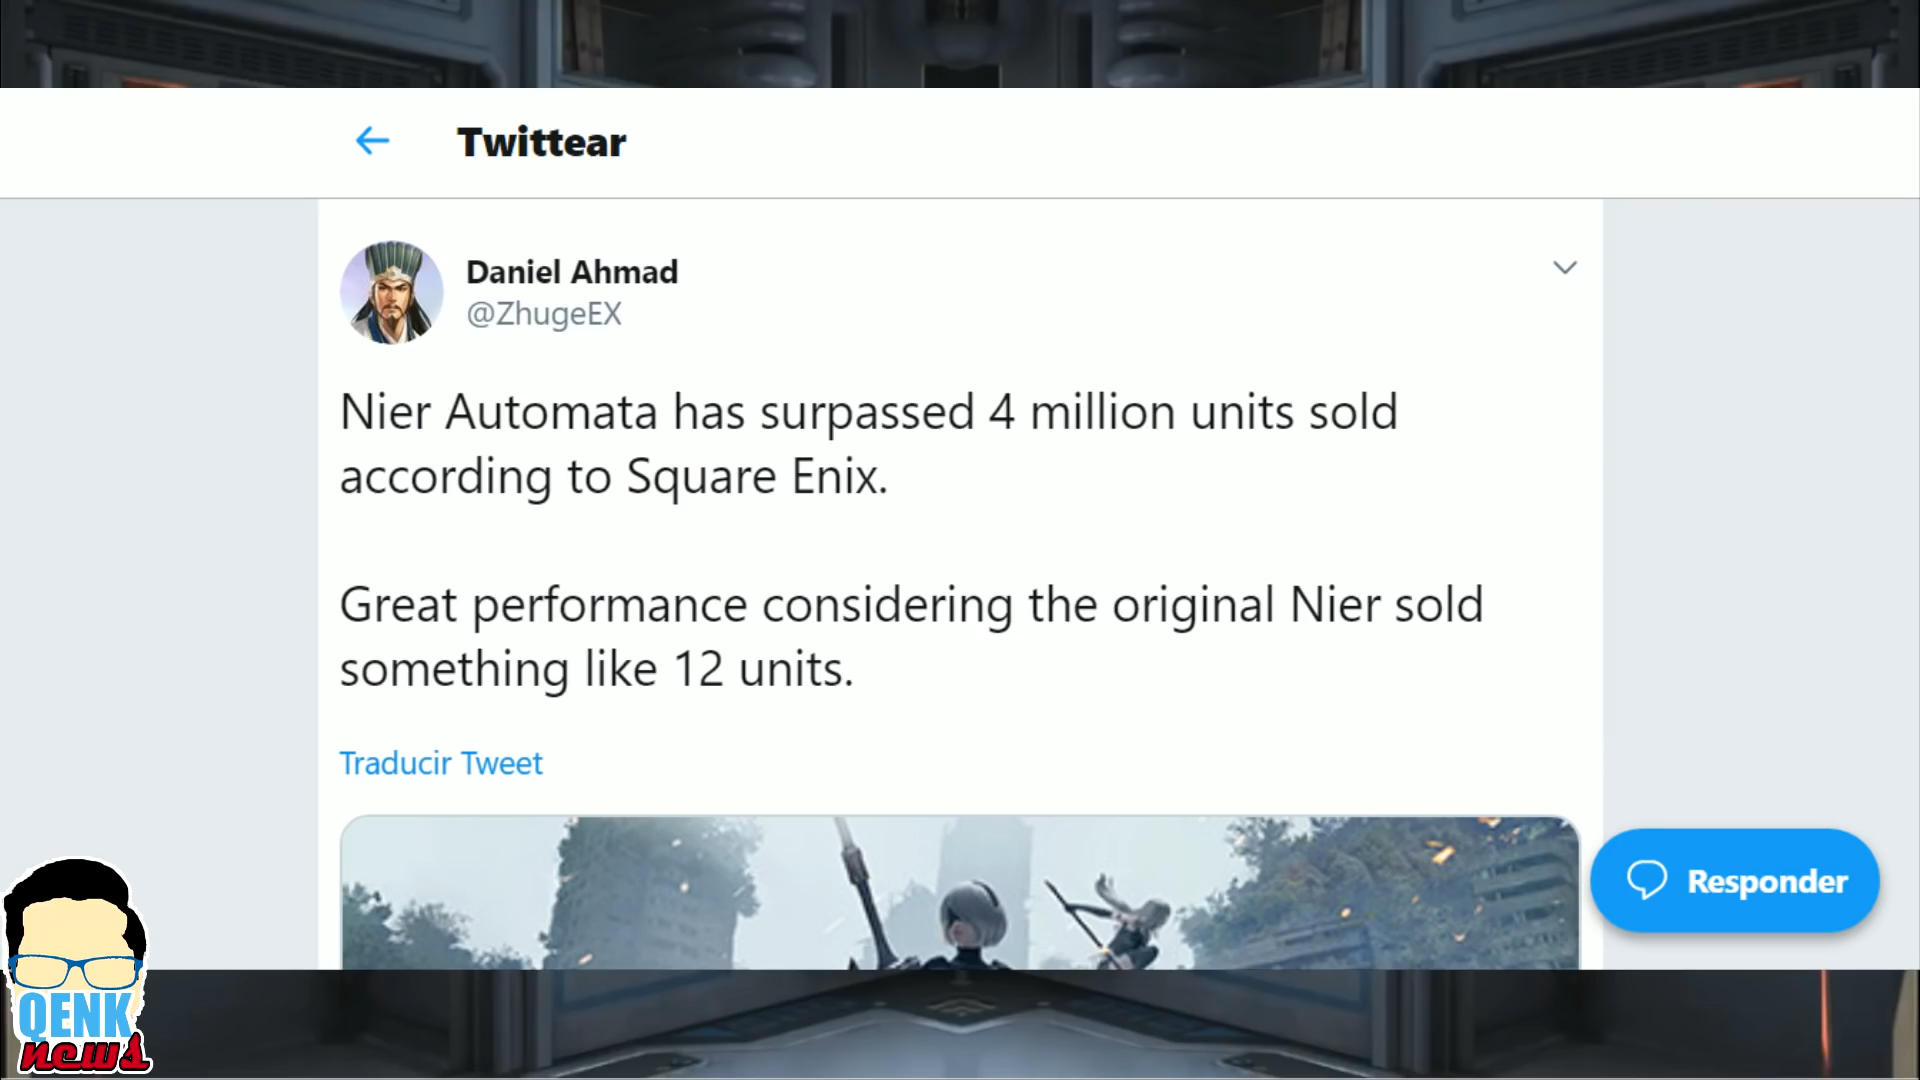 Twittear
Daniel Ahmad
@ZhugeEX
Nier Automata has surpassed 4 million units sold
according to Square Enix.
Great performance considering the original Nier sold
something like 12 units.
Traducir Tweet
Responder
QENK
news